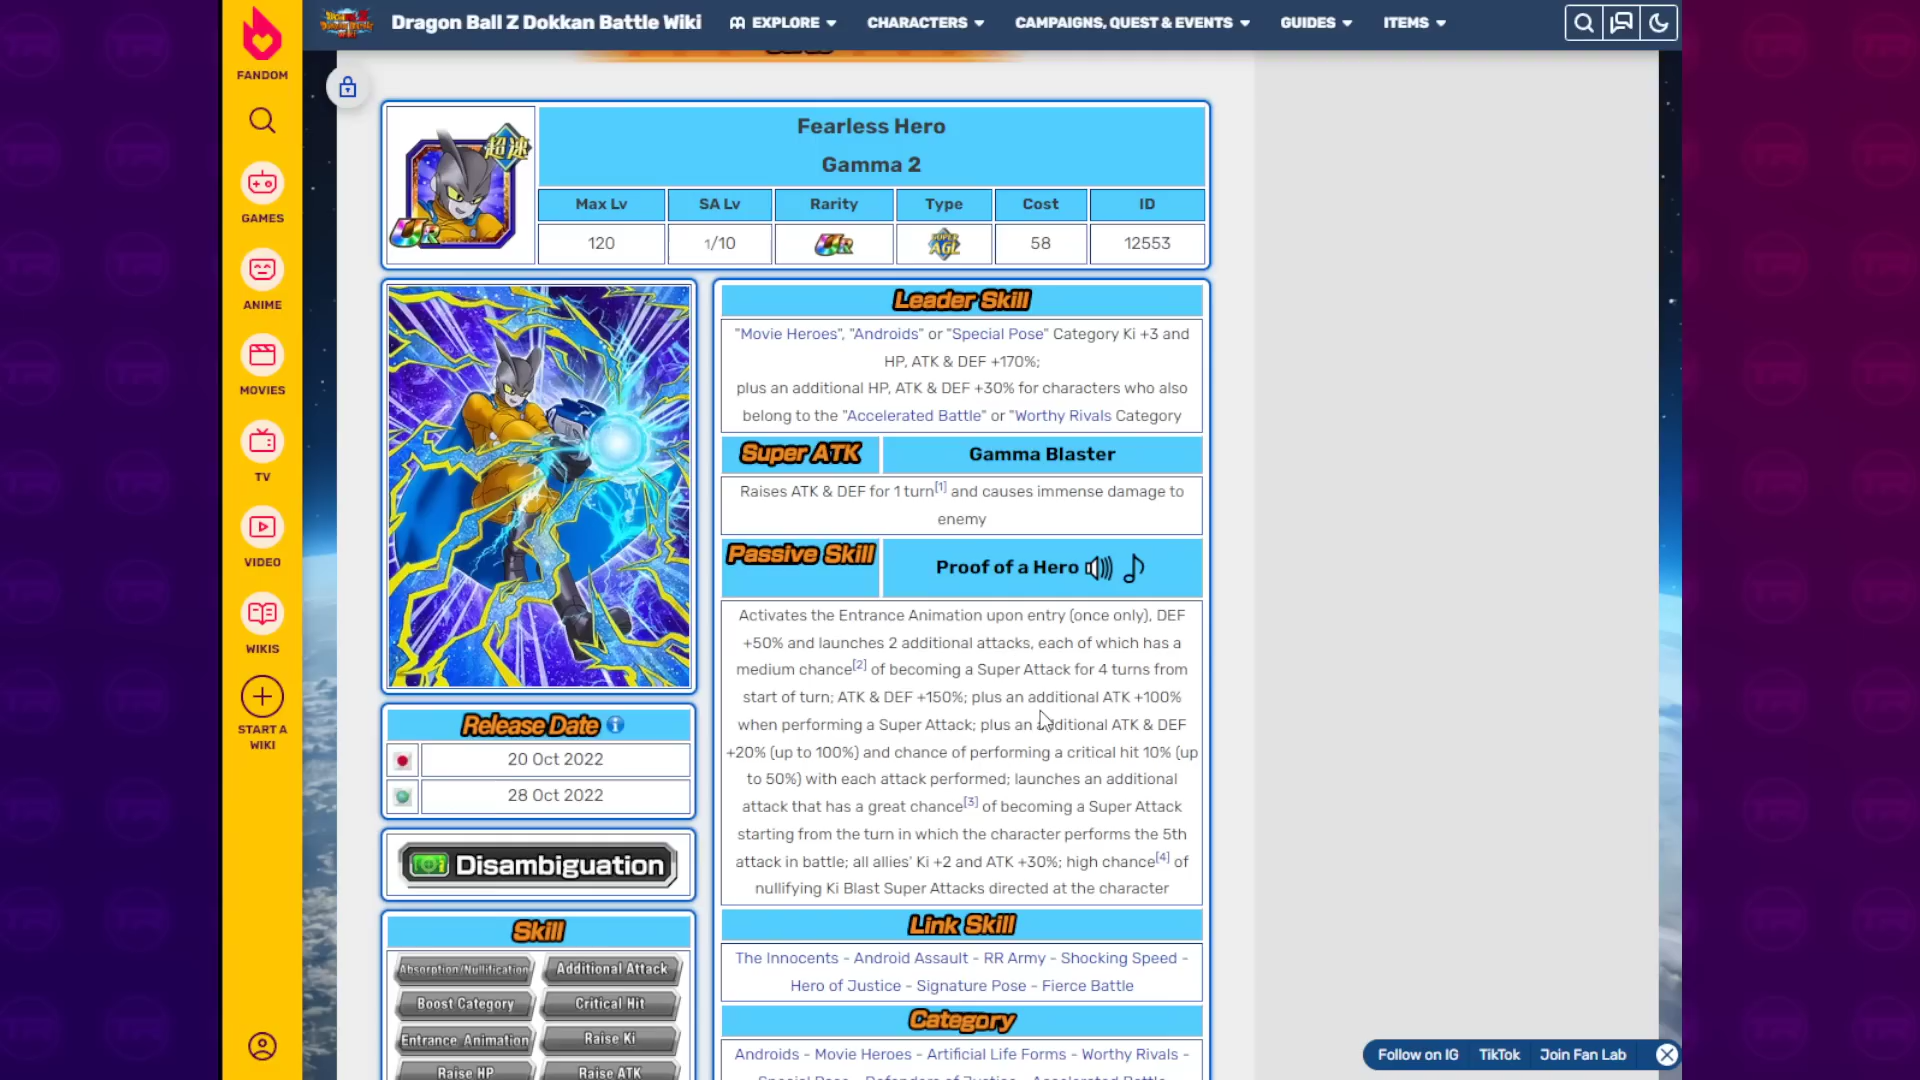 Dragon Ball Z Dokkan Battle Wiki
EXPLORE
CHARACTERS
CAMPAIGNS, QUEST & EVENTS
GUIDES
ITEMS
FANDOM
GAMES
ANIME
MOVIES
TV
VIDEO
WIKIS
START A
WIKI
Fearless Hero
Gamma 2
Max Lv
SA Lv
Rarity
Type
Cost
ID
超速
UR
120
1/10
UR
SUPER
AGL
58
12553
Leader Skill
"Movie Heroes", "Androids" or "Special Pose" Category Ki +3 and
HP, ATK & DEF +170%;
plus an additional HP, ATK & DEF +30% for characters who also
belong to the "Accelerated Battle" or "Worthy Rivals Category
Super ATK
Gamma Blaster
Raises ATK & DEF for 1 turn[1] and causes immense damage to
enemy
Passive Skill
Proof of a Hero
Activates the Entrance Animation upon entry (once only), DEF
+50% and launches 2 additional attacks, each of which has a
medium chance[2] of becoming a Super Attack for 4 turns from
start of turn; ATK & DEF +150%; plus an additional ATK +100%
when performing a Super Attack; plus an additional ATK & DEF
+20% (up to 100%) and chance of performing a critical hit 10% (up
to 50%) with each attack performed; launches an additional
attack that has a great chance[3] of becoming a Super Attack
starting from the turn in which the character performs the 5th
attack in battle; all allies' Ki +2 and ATK +30%; high chance[4] of
nullifying Ki Blast Super Attacks directed at the character
Link Skill
The Innocents - Android Assault - RR Army - Shocking Speed -
Hero of Justice - Signature Pose - Fierce Battle
Category
Androids - Movie Heroes - Artificial Life Forms - Worthy Rivals -
Special Pose - Defenders of Justice - Accelerated Battle
Release Date
20 Oct 2022
28 Oct 2022
Disambiguation
Skill
Absorption/Nullification
Additional Attack
Boost Category
Critical Hit
Entrance Animation
Raise Ki
Raise HP
Raise ATK
Follow on IG
TikTok
Join Fan Lab